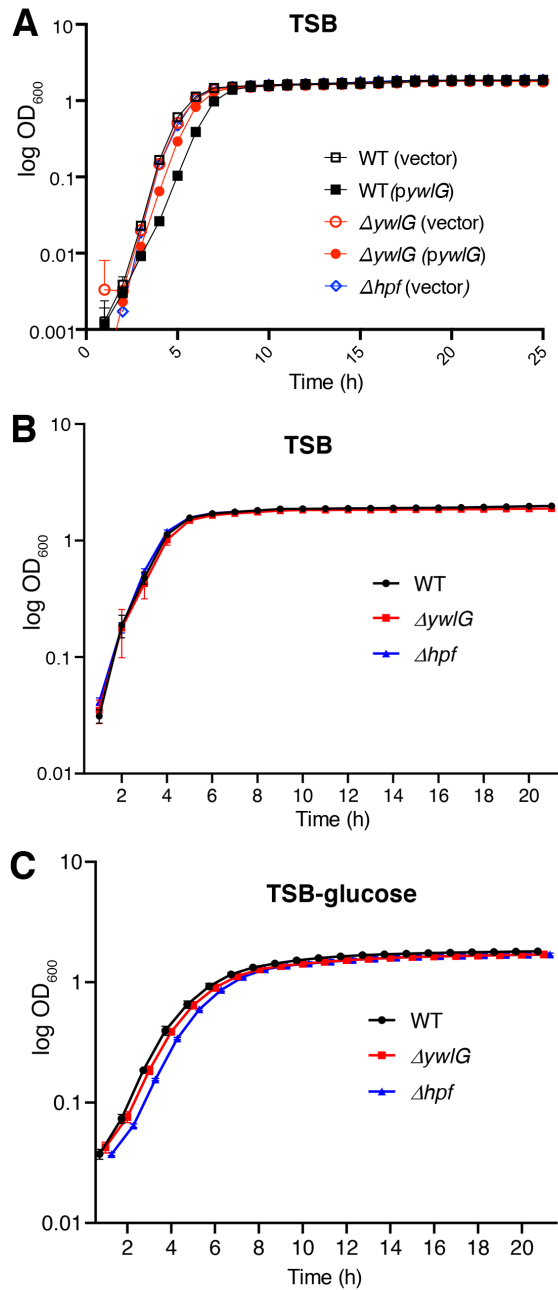 A
TSB
10
1
0.1
0.01
0.001
log OD600
WT (vector)
WT(pywlG)
ΔywlG (vector)
ΔywlG (pywlG)
Δhpf (vector)
0 5 10 15 20 25
Time (h)
B
TSB
10
1
0.1
0.01
log OD600
WT
ΔywlG
Δhpf
2 4 6 8 10 12 14 16 18 20
Time (h)
C
TSB-glucose
10
1
0.1
0.01
log OD600
WT
ΔywlG
Δhpf
2 4 6 8 10 12 14 16 18 20
Time (h)